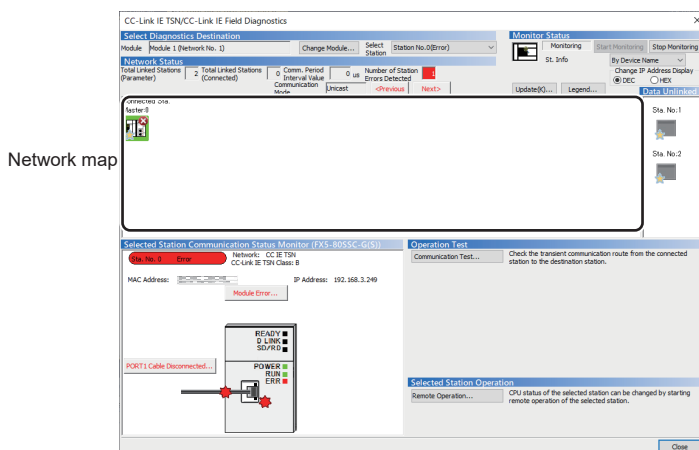 CC-Link IE TSN/CC-Link IE Field Diagnostics
Select Diagnostics Destination
Module Module 1 (Network No. 1) Change Module... Select Station Station No.0(Error)
Monitor Status
Monitoring Start Monitoring Stop Monitoring
St. Info By Device Name
Change IP Address Display
DEC HEX
Update(K)... Legend...
Network Status
Total Linked Stations (Parameter) 2 Total Linked Stations (Connected) 0 Comm. Period Interval Value 0 us Number of Station Errors Detected 1
Communication Mode Unicast <Previous Next>
Data Unlinked
Connected Sta.
Master:0
Network map
Sta. No.:1
Sta. No.:2
Selected Station Communication Status Monitor (FX5-80SSC-G(S))
Sta. No. 0 Error
Network: CC IE TSN
CC-Link IE TSN Class: B
MAC Address: IP Address: 192.168.3.249
Module Error...
READY
D LINK
SD/RD
POWER
RUN
ERR
PORT1 Cable Disconnected...
Operation Test
Communication Test... Check the transient communication route from the connected
station to the destination station.
Selected Station Operation
Remote Operation... CPU status of the selected station can be changed by starting
remote operation of the selected station.
Close